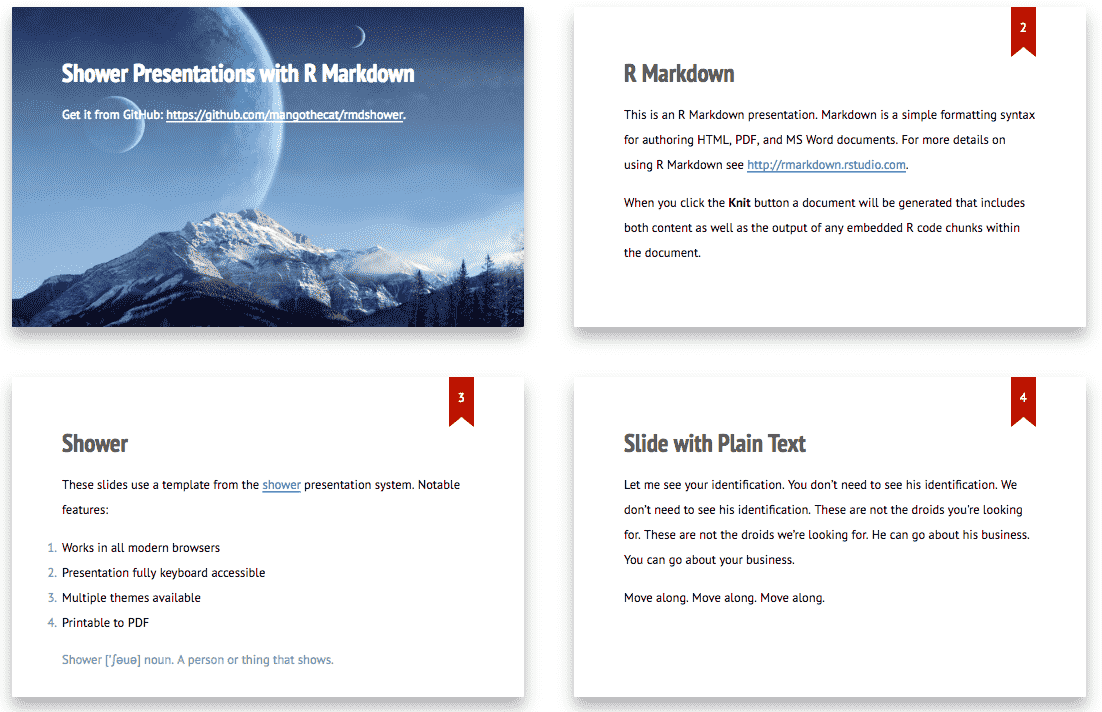 Shower Presentations with R Markdown
Get it from GitHub: https://github.com/mangothecat/rmdshower.
2
R Markdown
This is an R Markdown presentation. Markdown is a simple formatting syntax
for authoring HTML, PDF, and MS Word documents. For more details on
using R Markdown see http://rmarkdown.rstudio.com.
When you click the Knit button a document will be generated that includes
both content as well as the output of any embedded R code chunks within
the document.
3
Shower
These slides use a template from the shower presentation system. Notable
features:
1. Works in all modern browsers
2. Presentation fully keyboard accessible
3. Multiple themes available
4. Printable to PDF
Shower ['ʃəuə] noun. A person or thing that shows.
4
Slide with Plain Text
Let me see your identification. You don't need to see his identification. We
don't need to see his identification. These are not the droids you're looking
for. These are not the droids we're looking for. He can go about his business.
You can go about your business.
Move along. Move along. Move along.